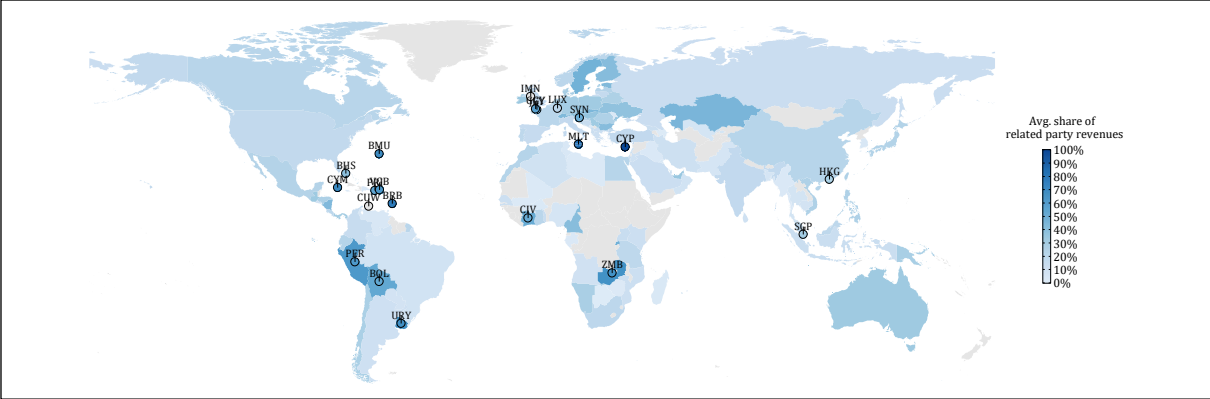 IMN
LUX
SVN
MLT
CYP
BMU
BHS
CYM
CUW
BRB
HKG
CIV
SGP
PER
BOL
ZMB
URY
Avg. share of
related party revenues
100%
90%
80%
70%
60%
50%
40%
30%
20%
10%
0%